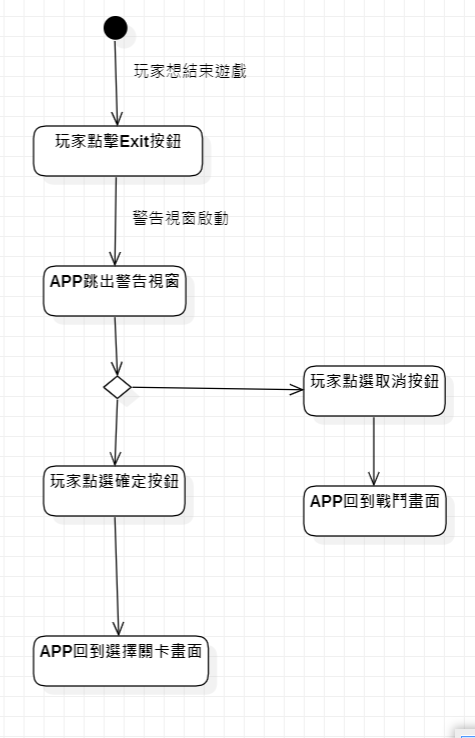 玩家想結束遊戲
玩家點擊Exit按鈕
警告視窗啟動
APP跳出警告視窗
玩家點選取消按鈕
玩家點選確定按鈕
APP回到戰鬥畫面
APP回到選擇關卡畫面